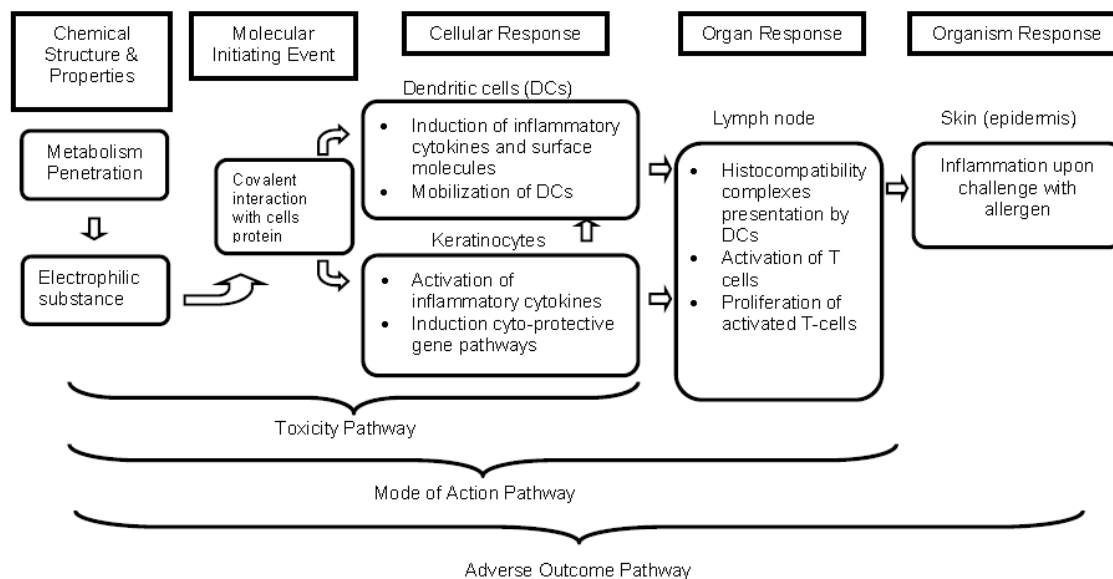 Chemical
Structure &
Properties
Molecular
Initiating Event
Cellular Response
Organ Response
Organism Response
Metabolism
Penetration
Electrophilic
substance
Covalent
interaction
with cells
protein
Dendritic cells (DCs)
• Induction of inflammatory
cytokines and surface
molecules
• Mobilization of DCs
Keratinocytes
• Activation of
inflammatory cytokines
• Induction cyto-protective
gene pathways
Lymph node
• Histocompatibility
complexes
presentation by
DCs
• Activation of T
cells
• Proliferation of
activated T-cells
Skin (epidermis)
Inflammation upon
challenge with
allergen
Toxicity Pathway
Mode of Action Pathway
Adverse Outcome Pathway